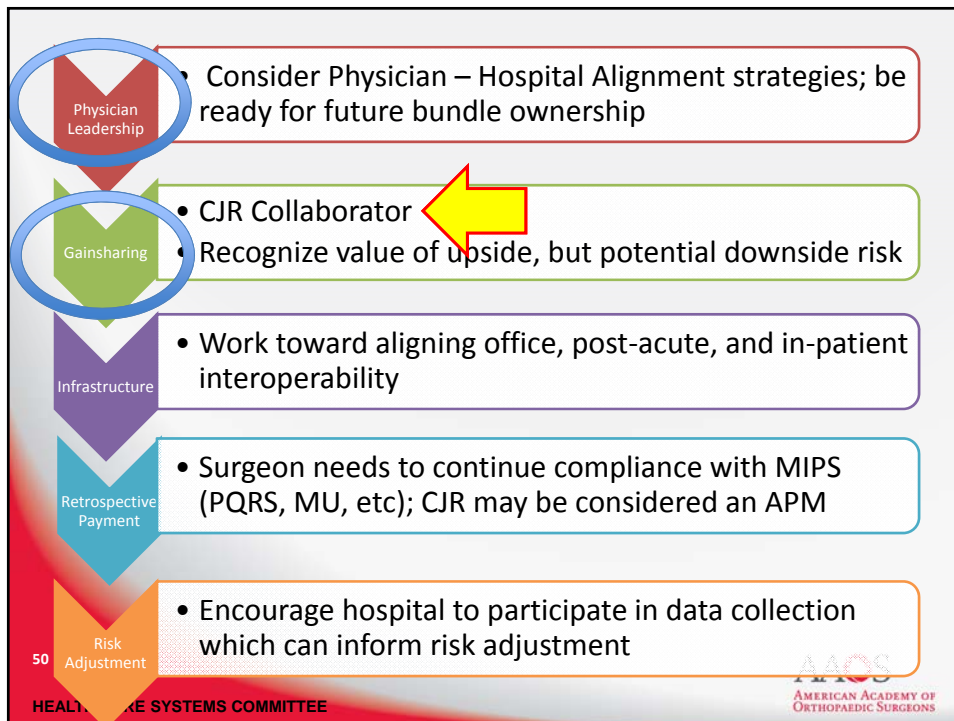 Physician
Leadership
• Consider Physician – Hospital Alignment strategies; be
ready for future bundle ownership
Gainsharing
• CJR Collaborator
• Recognize value of upside, but potential downside risk
Infrastructure
• Work toward aligning office, post-acute, and in-patient
interoperability
Retrospective
Payment
• Surgeon needs to continue compliance with MIPS
(PQRS, MU, etc); CJR may be considered an APM
Risk
Adjustment
• Encourage hospital to participate in data collection
which can inform risk adjustment
50
SYSTEMS COMMITTEE
AAOS
AMERICAN ACADEMY OF
ORTHOPAEDIC SURGEONS